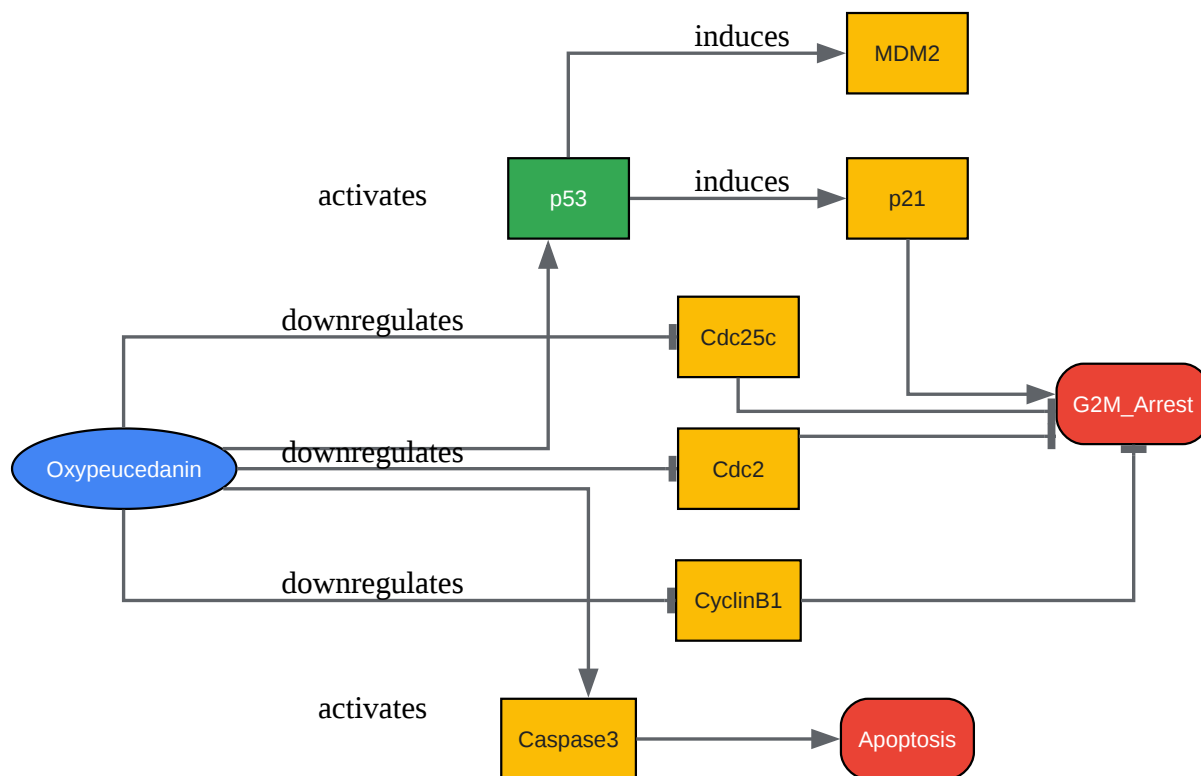 induces
MDM2
activates
p53
induces
p21
downregulates
Cdc25c
G2M_Arrest
Oxypeucedanin
downregulates
Cdc2
downregulates
CyclinB1
activates
Caspase3
Apoptosis